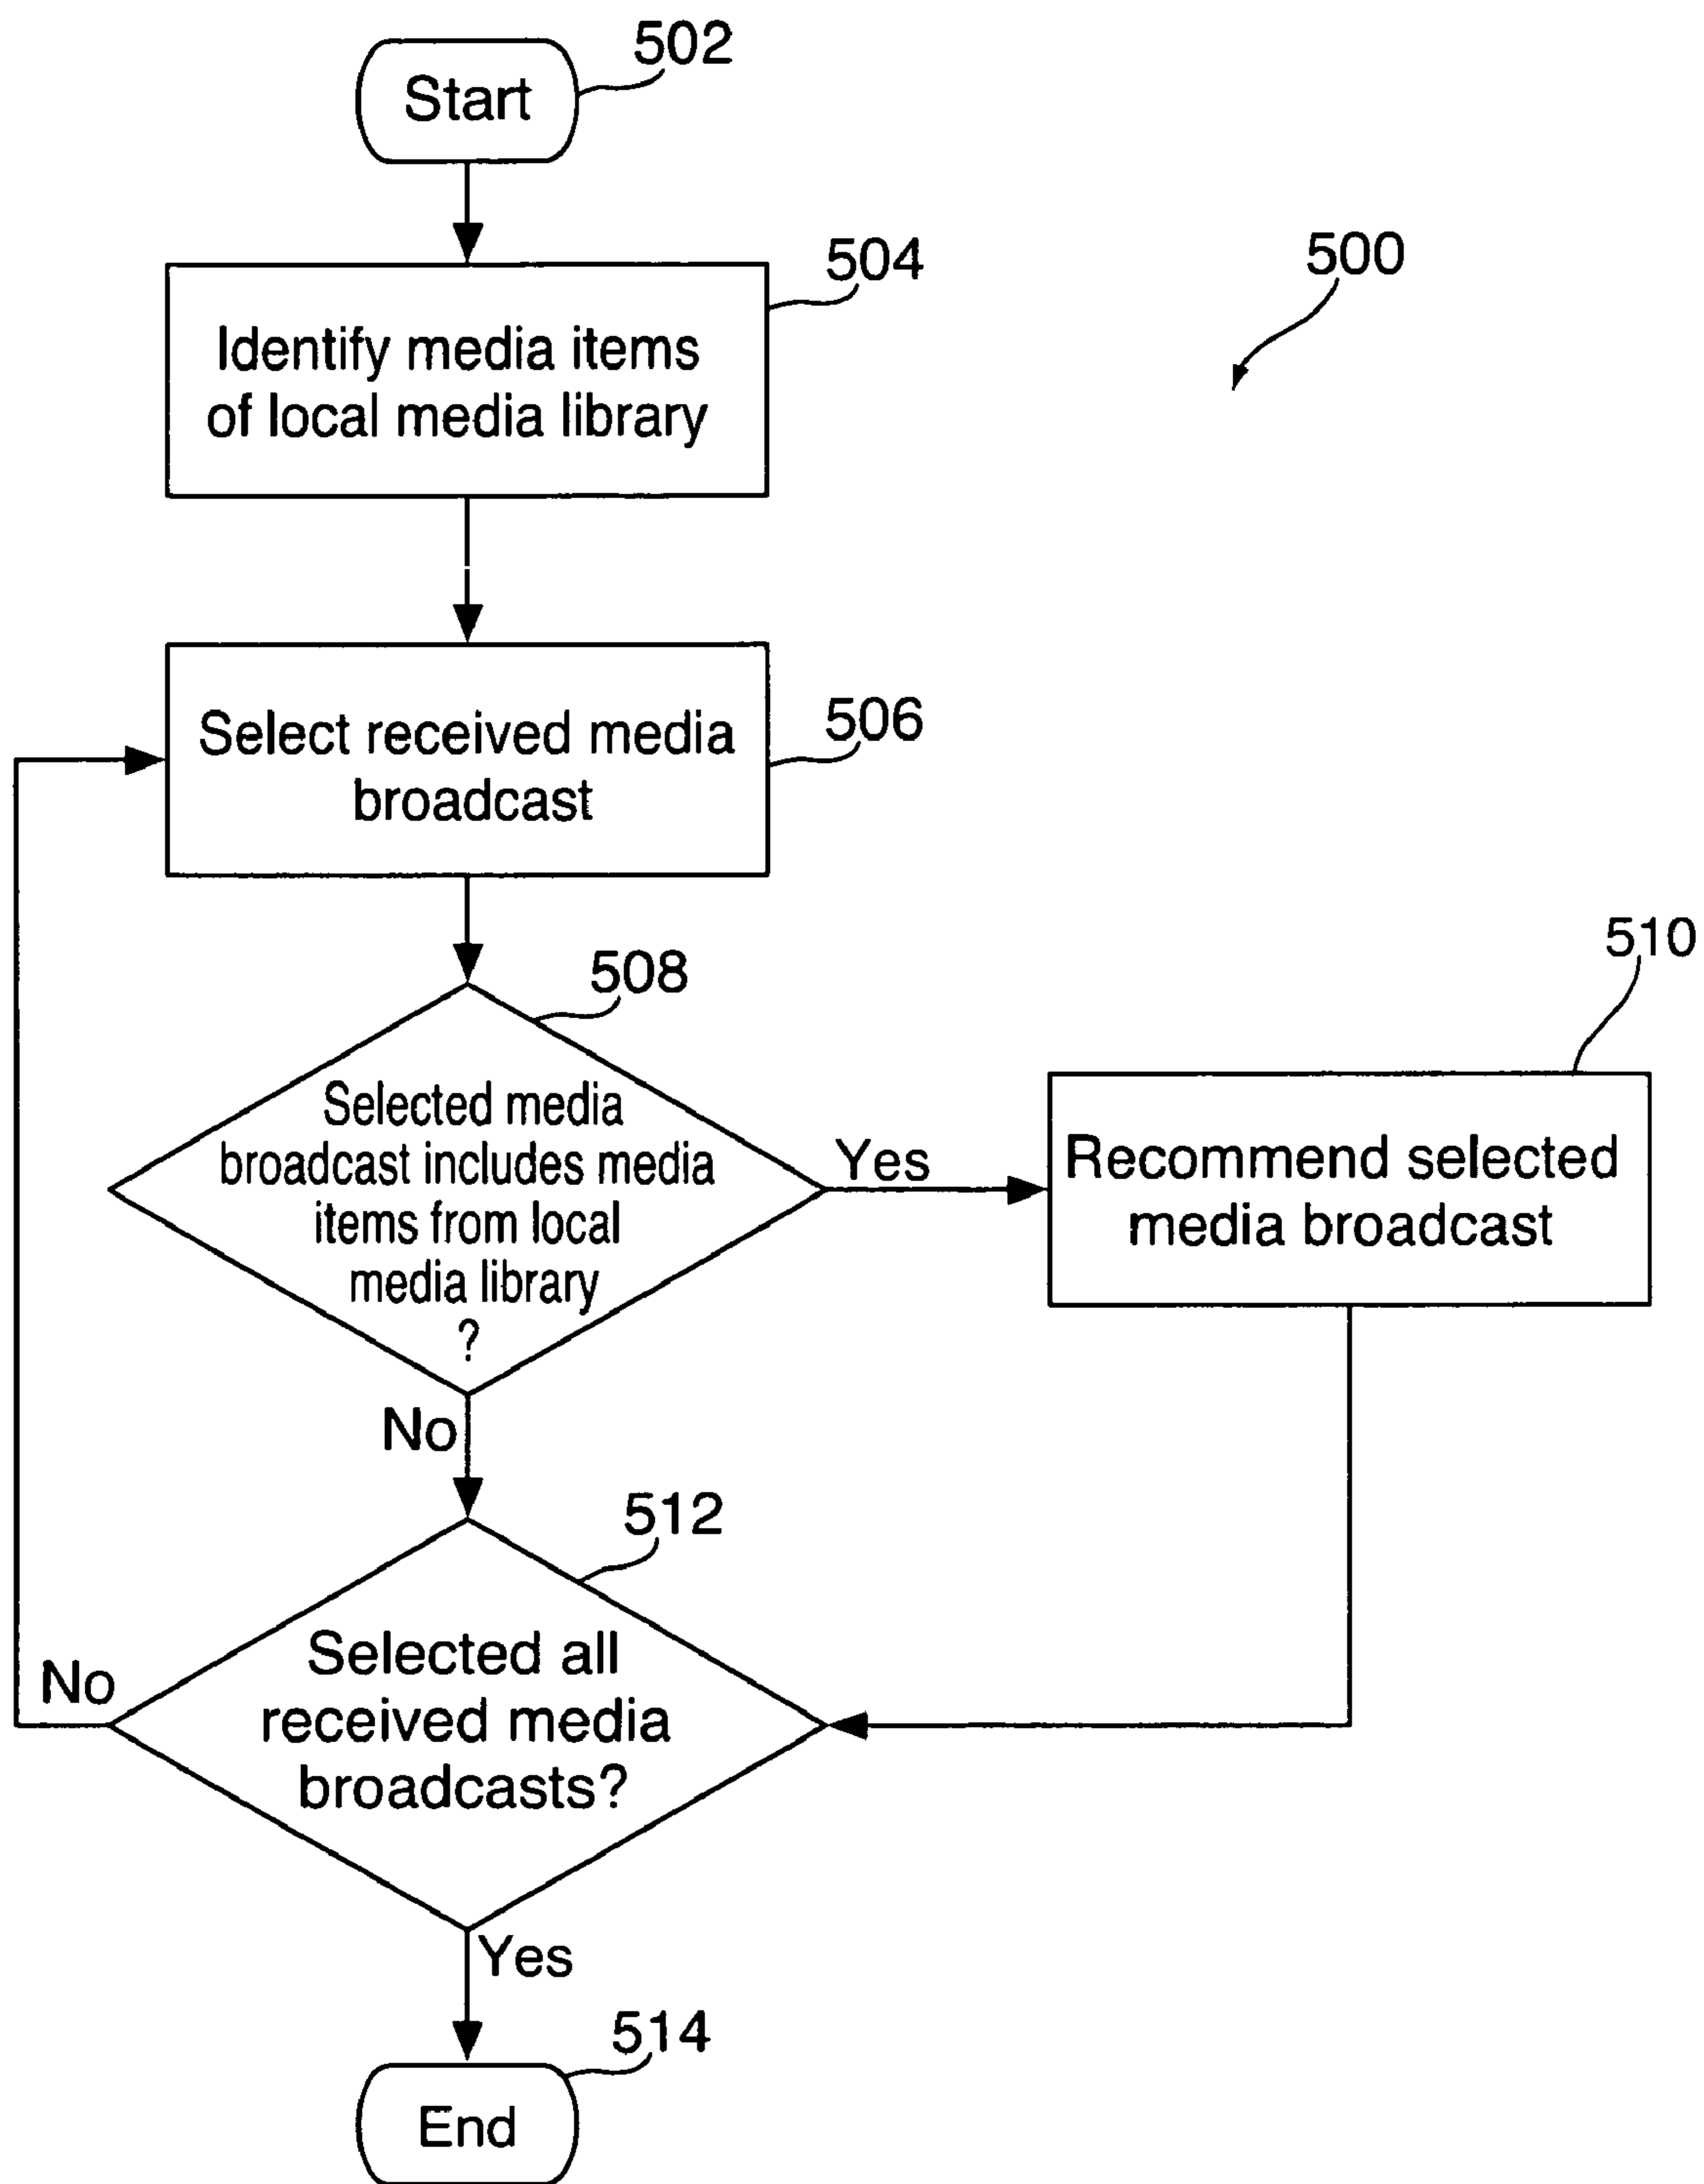 502
Start
504
500
Identify media items
of local media library
506
Select received media
broadcast
508
510
Selected media
broadcast includes media
items from local
media library
?
Yes
Recommend selected
media broadcast
No
512
Selected all
received media
broadcasts?
No
Yes
514
End